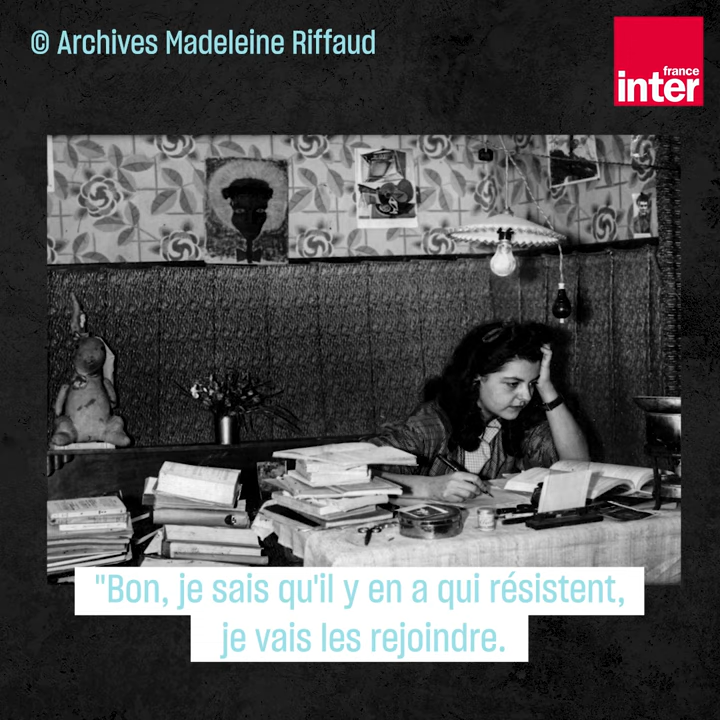 © Archives Madeleine Riffaud
france
inter
"Bon, je sais qu'il y en a qui résistent,
je vais les rejoindre.